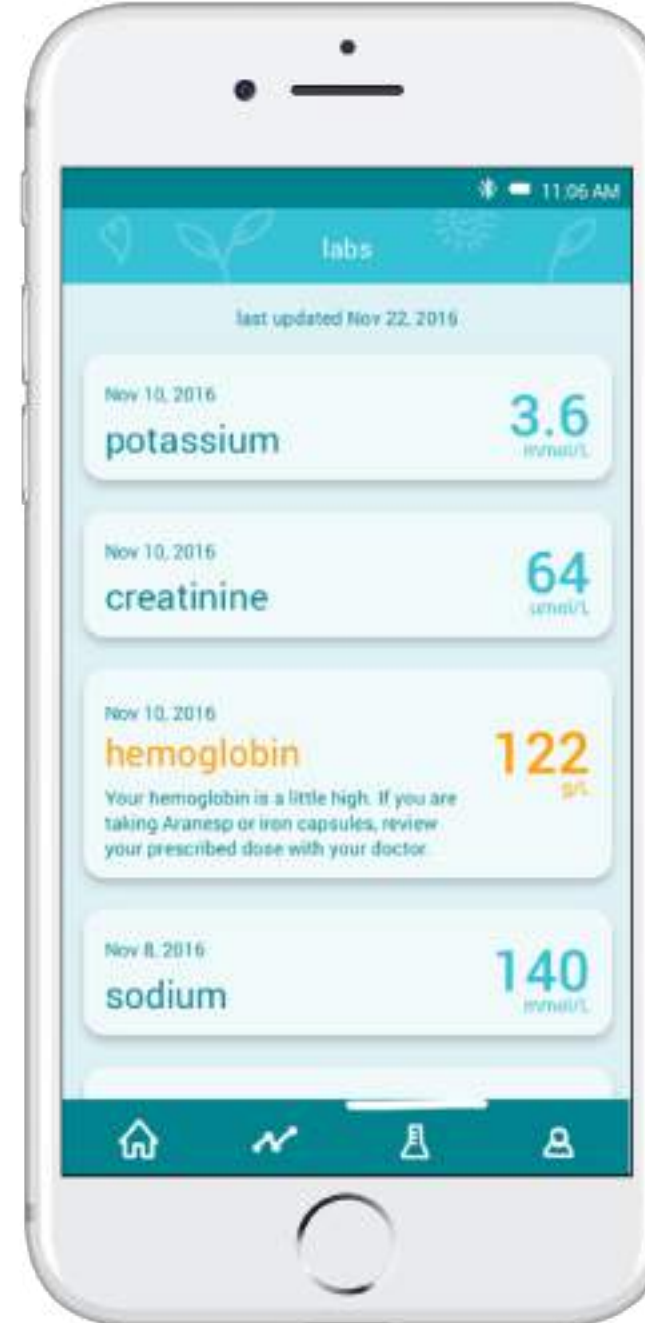 11:06 AM
labs
last updated Nov 22, 2016
Nov 10, 2016
potassium
3.6
mmol/L
Nov 10, 2016
creatinine
64
umol/L
Nov 10, 2016
hemoglobin
122
g/L
Your hemoglobin is a little high. If you are
taking Aranesp or iron capsules, review
your prescribed dose with your doctor.
Nov 8, 2016
sodium
140
mmol/L